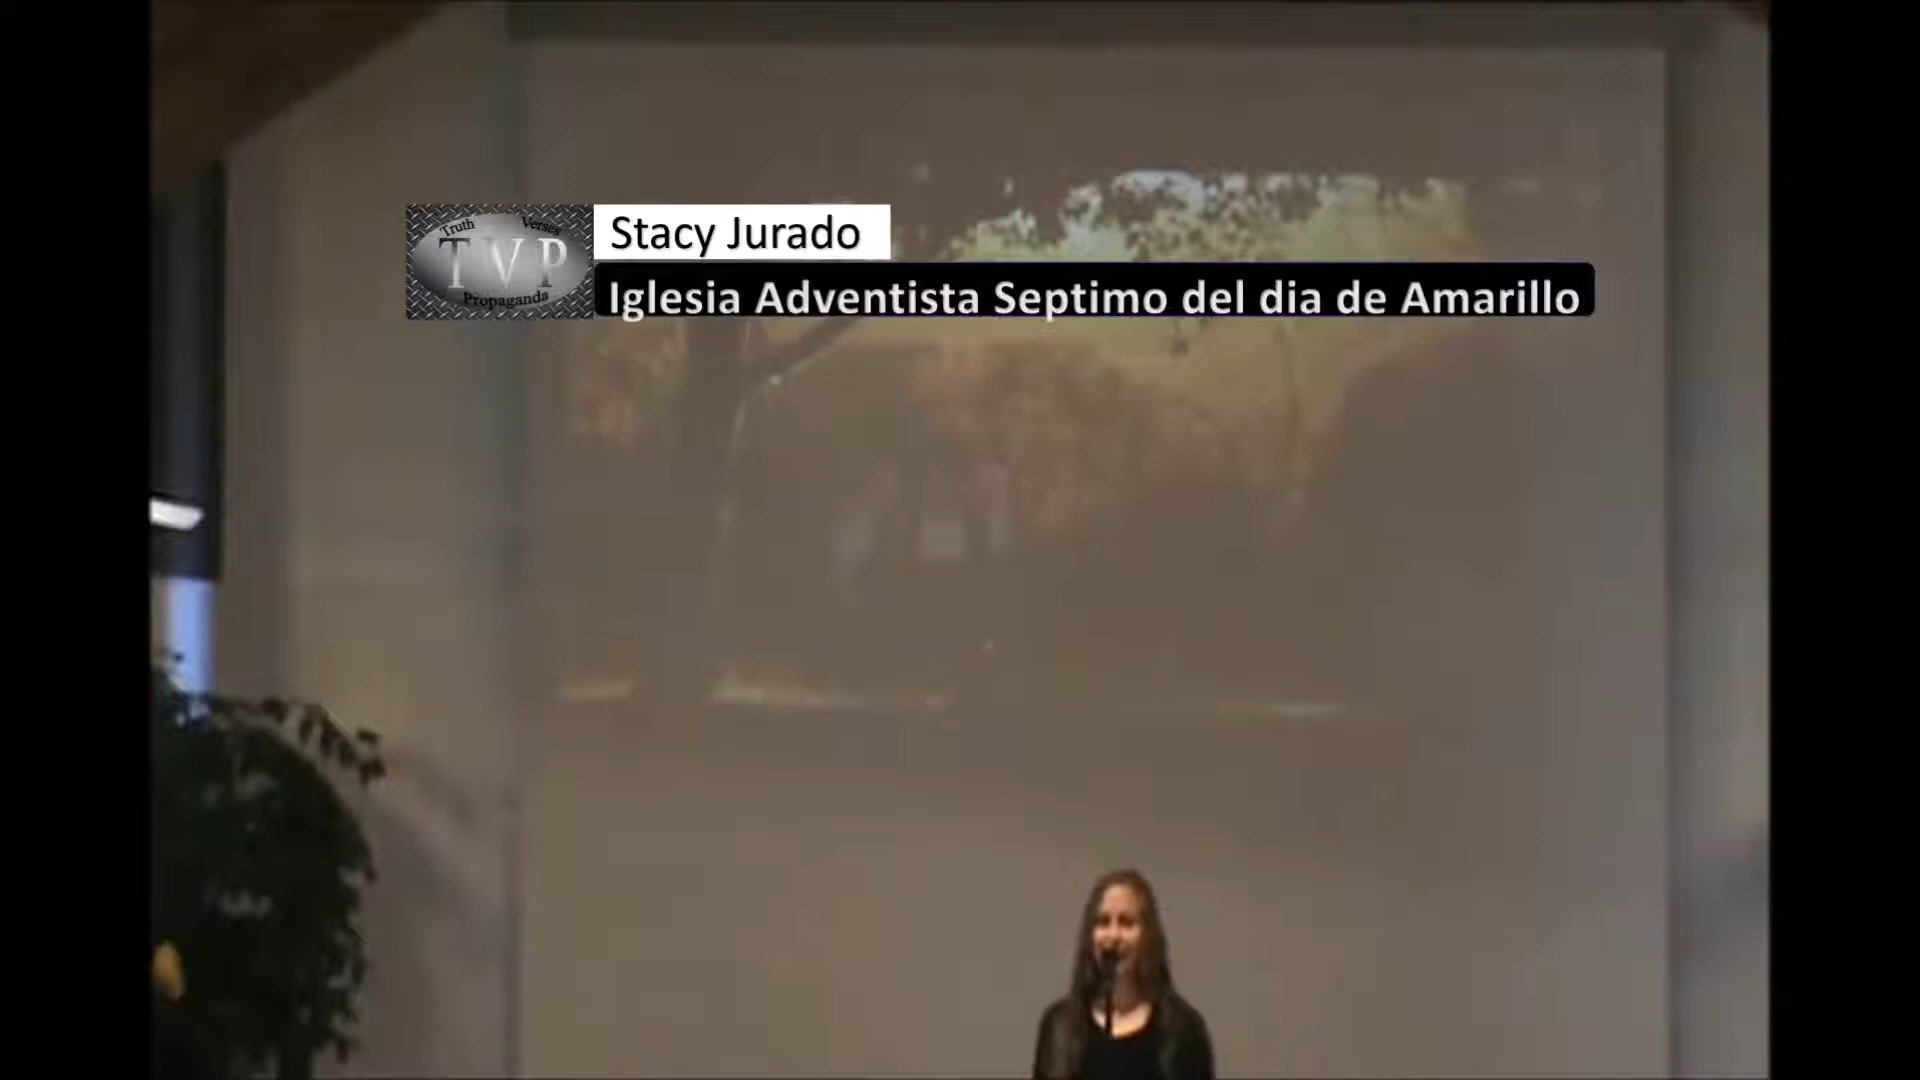 Truth Verses
TVP
Propaganda
Stacy Jurado
Iglesia Adventista Septimo del dia de Amarillo